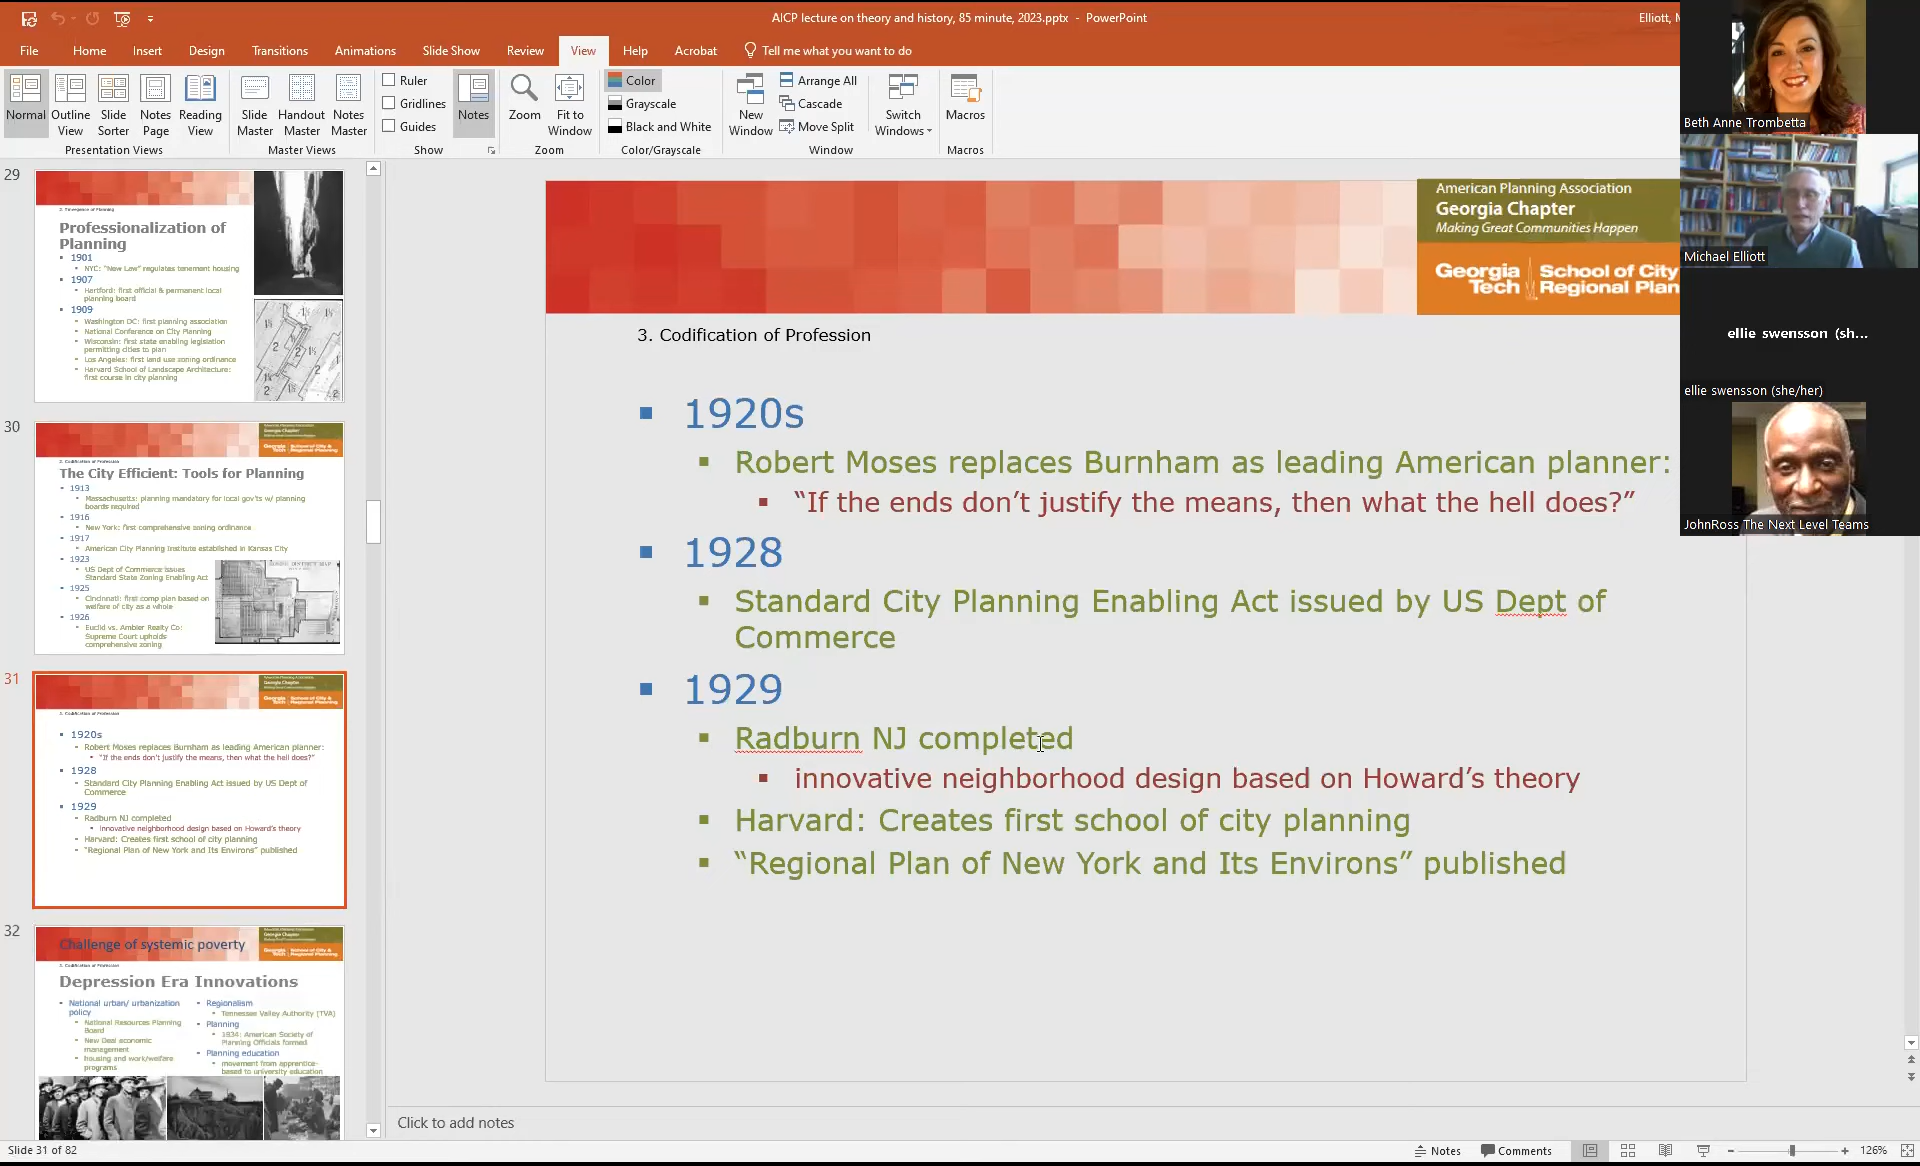 AICP lecture on theory and history, 85 minute, 2023.pptx - PowerPoint
Elliott, M
File Home Insert Design Transitions Animations Slide Show Review View Help Acrobat Tell me what you want to do
Normal
Outline View
Slide Sorter
Notes Page
Reading View
Presentation Views
Slide Master
Handout Master
Notes Master
Master Views
Ruler
Gridlines
Guides
Show
Notes
Zoom
Fit to Window
Zoom
Color
Grayscale
Black and White
Color/Grayscale
New Window
Arrange All
Cascade
Move Split
Switch Windows
Window
Macros
Macros
29
2. Emergence of Planning
Professionalization of
Planning
1901
NYC: "New Law" regulates tenement housing
1907
Hartford: first official & permanent local
planning board
1909
Washington DC: first planning association
National Conference on City Planning
Wisconsin: first state enabling legislation
permitting cities to plan
Los Angeles: first land use zoning ordinance
Harvard School of Landscape Architecture:
first course in city planning
30
3. Codification of Profession
The City Efficient: Tools for Planning
1913
Massachusetts: planning mandatory for local gov'ts w/ planning
boards required
1916
New York: first comprehensive zoning ordinance
1917
American City Planning Institute established in Kansas City
1923
US Dept of Commerce issues
Standard State Zoning Enabling Act
1925
Cincinnati: first comp plan based on
welfare of city as a whole
1926
Euclid vs. Ambler Realty Co:
Supreme Court upholds
comprehensive zoning
31
3. Codification of Profession
1920s
Robert Moses replaces Burnham as leading American planner:
"If the ends don't justify the means, then what the hell does?"
1928
Standard City Planning Enabling Act issued by US Dept of
Commerce
1929
Radburn NJ completed
innovative neighborhood design based on Howard's theory
Harvard: Creates first school of city planning
"Regional Plan of New York and Its Environs" published
32
Challenge of systemic poverty
3. Codification of Profession
Depression Era Innovations
National urban/ urbanization
policy
National Resources Planning
Board
New Deal economic
management
housing and work/welfare
programs
Regionalism
Tennessee Valley Authority (TVA)
Planning
1934: American Society of
Planning Officials formed
Planning education
movement from apprentice-
based to university education
American Planning Association
Georgia Chapter
Making Great Communities Happen
Georgia Tech
School of City
Regional Plan
3. Codification of Profession
1920s
Robert Moses replaces Burnham as leading American planner:
“If the ends don’t justify the means, then what the hell does?”
1928
Standard City Planning Enabling Act issued by US Dept of
Commerce
1929
Radburn NJ completed
innovative neighborhood design based on Howard’s theory
Harvard: Creates first school of city planning
“Regional Plan of New York and Its Environs” published
Beth Anne Trombetta
Michael Elliott
ellie swensson (sh...
ellie swensson (she/her)
JohnRoss The Next Level Teams
Click to add notes
Slide 31 of 82
Notes
Comments
126%